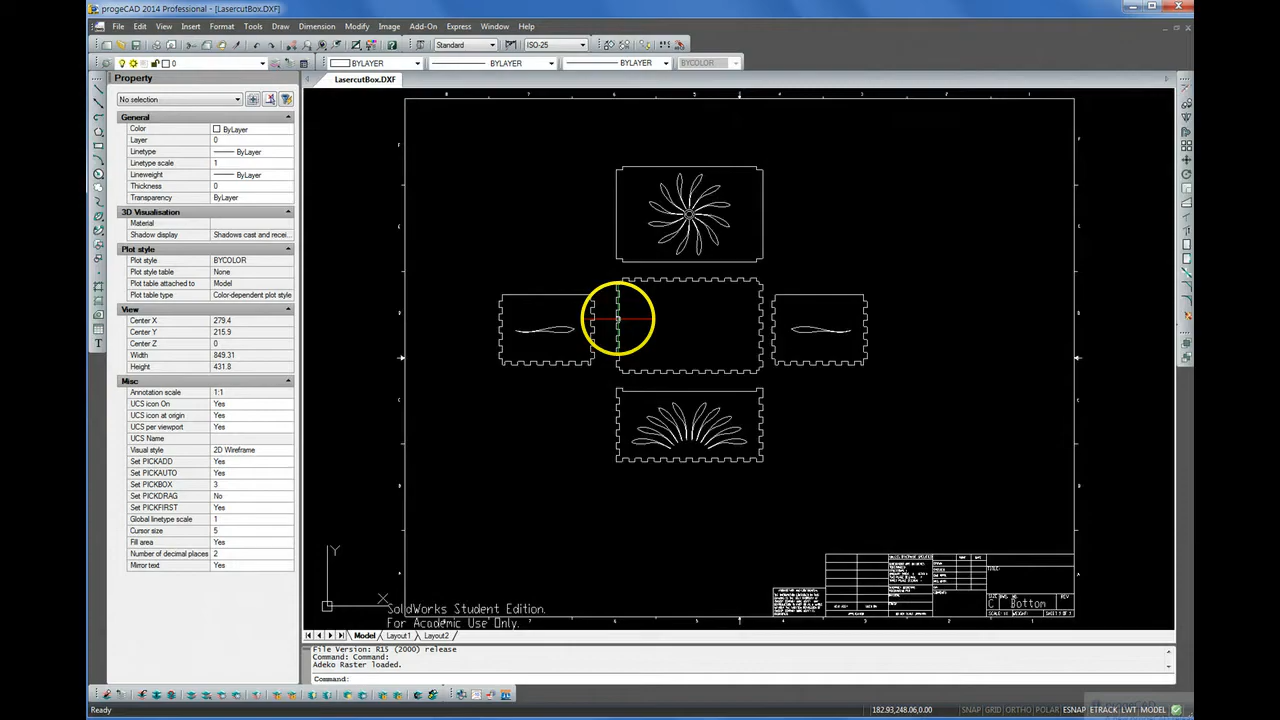 progeCAD 2014 Professional - [LasercutBox.DXF]
File Edit View Insert Format Tools Draw Dimension Modify Image Add-On Express Window Help
Standard ISO-25
0 BYLAYER BYLAYER BYLAYER BYCOLOR
Property LasercutBox.DXF
No selection
General
Color ByLayer
Layer 0
Linetype ByLayer
Linetype scale 1
Lineweight ByLayer
Thickness 0
Transparency ByLayer
3D Visualisation
Material
Shadow display Shadows cast and recei...
Plot style
Plot style BYCOLOR
Plot style table None
Plot table attached to Model
Plot table type Color-dependent plot style
View
Center X 279.4
Center Y 215.9
Center Z 0
Width 849.31
Height 431.8
Misc
Annotation scale 1:1
UCS icon On Yes
UCS icon at origin Yes
UCS per viewport Yes
UCS Name
Visual style 2D Wireframe
Set PICKADD Yes
Set PICKAUTO Yes
Set PICKBOX 3
Set PICKDRAG No
Set PICKFIRST Yes
Global linetype scale 1
Cursor size 5
Fill area Yes
Number of decimal places 2
Mirror text Yes
Y
X
SolidWorks Student Edition.
For Academic Use Only.
TITLE:
C Bottom
Model Layout1 Layout2
File Version: R15 (2000) release
Command: Command:
Adeko Raster loaded.
Command:
Ready 182.93,248.06,0.00 SNAP GRID ORTHO POLAR ESNAP ETRACK LWT MODEL